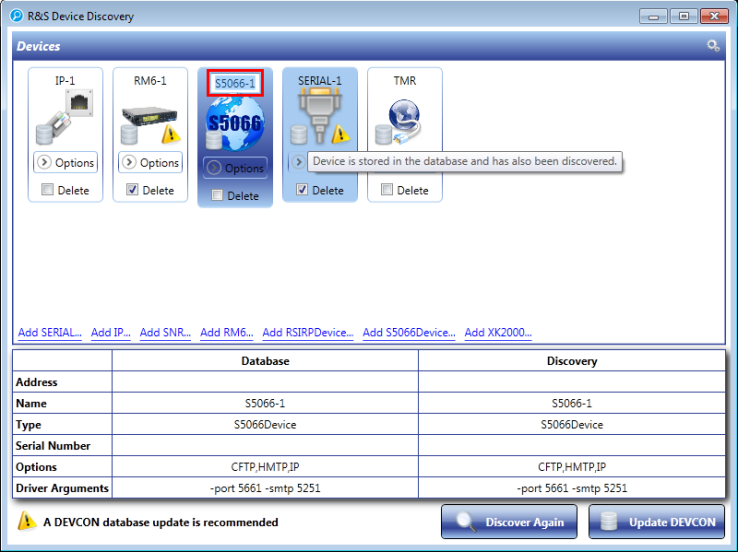 R&S Device Discovery
Devices
IP-1 RM6-1 S5066-1 SERIAL-1 TMR
S5066
Options Options Options Device is stored in the database and has also been discovered.
Delete Delete Delete Delete Delete
Add SERIAL... Add IP... Add SNR... Add RM6... Add RSIRPDevice... Add S5066Device... Add XK2000...
Database Discovery
Address
Name S5066-1 S5066-1
Type S5066Device S5066Device
Serial Number
Options CFTP,HMTP,IP CFTP,HMTP,IP
Driver Arguments -port 5661 -smtp 5251 -port 5661 -smtp 5251
A DEVCON database update is recommended Discover Again Update DEVCON